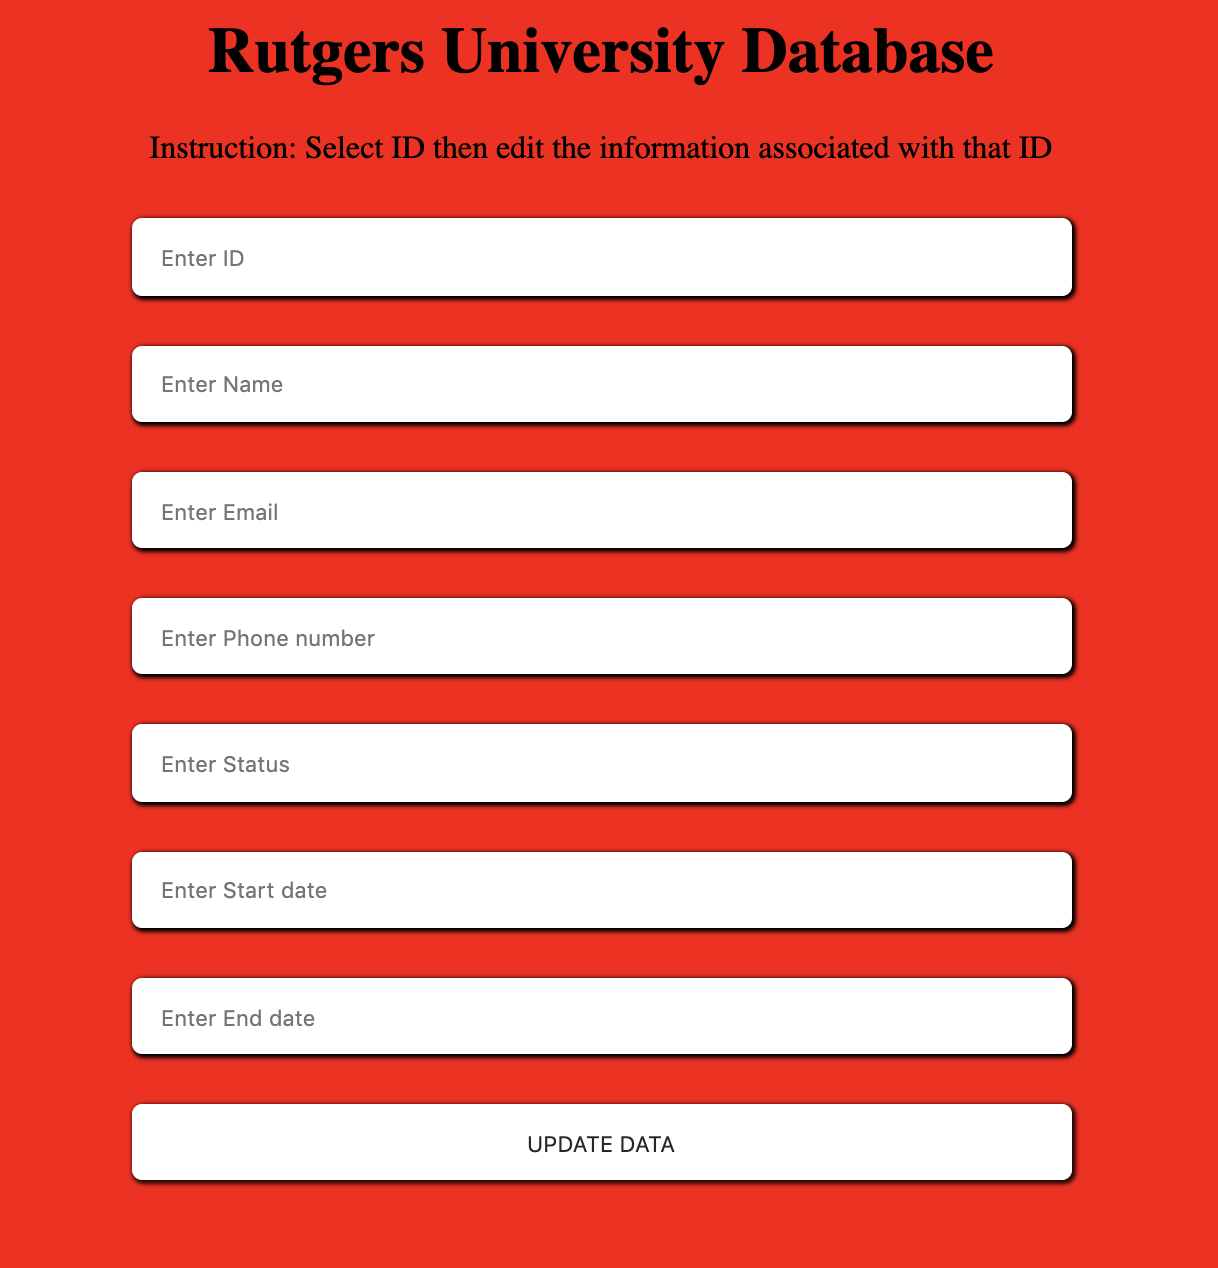 Rutgers University Database
Instruction: Select ID then edit the information associated with that ID
Enter ID
Enter Name
Enter Email
Enter Phone number
Enter Status
Enter Start date
Enter End date
UPDATE DATA